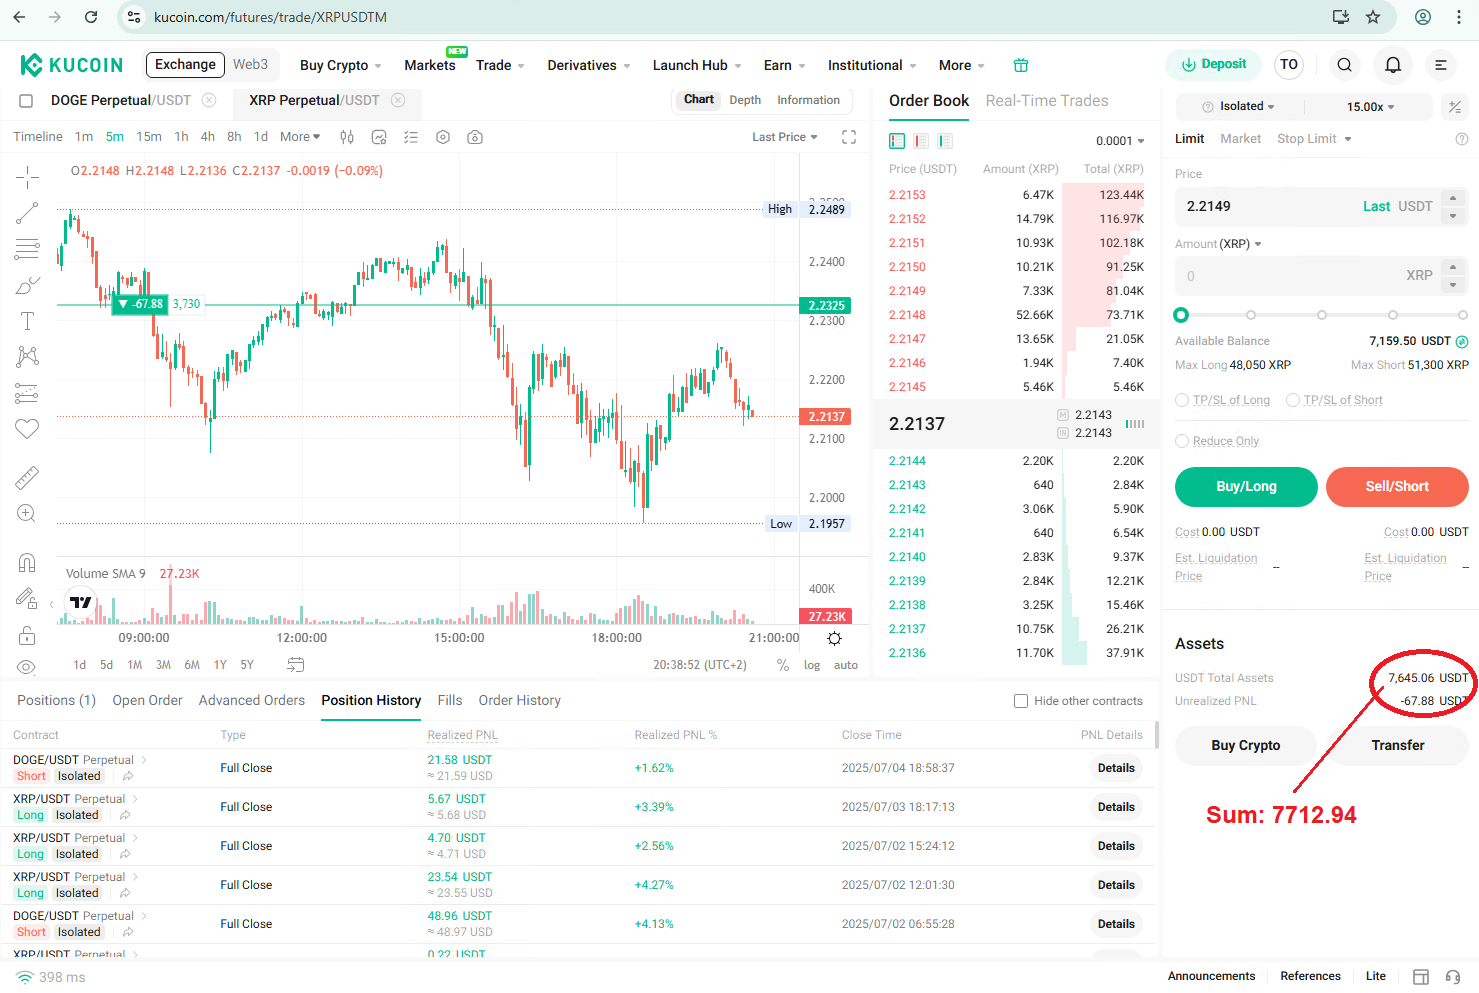 kucoin.com/futures/trade/XRPUSDTM
KUCOIN
Exchange Web3 Buy Crypto Markets NEW Trade Derivatives Launch Hub Earn Institutional More Deposit TO
DOGE Perpetual/USDT XRP Perpetual/USDT Chart Depth Information
Timeline 1m 5m 15m 1h 4h 8h 1d More Last Price
O2.2148 H2.2148 L2.2136 C2.2137 -0.0019 (−0.09%)
High 2.2489
2.2400
-67.88 3,730 2.2325
2.2300
2.2200
2.2137
2.2100
2.2000
Low 2.1957
Volume SMA 9 27.23K
400K
27.23K
09:00:00 12:00:00 15:00:00 18:00:00 21:00:00
1d 5d 1M 3M 6M 1Y 5Y 20:38:52 (UTC+2) % log auto
Order Book Real-Time Trades
0.0001
Price (USDT) Amount (XRP) Total (XRP)
2.2153 6.47K 123.44K
2.2152 14.79K 116.97K
2.2151 10.93K 102.18K
2.2150 10.21K 91.25K
2.2149 7.33K 81.04K
2.2148 52.66K 73.71K
2.2147 13.65K 21.05K
2.2146 1.94K 7.40K
2.2145 5.46K 5.46K
2.2137 M 2.2143
IN 2.2143
2.2144 2.20K 2.20K
2.2143 640 2.84K
2.2142 3.06K 5.90K
2.2141 640 6.54K
2.2140 2.83K 9.37K
2.2139 2.84K 12.21K
2.2138 3.25K 15.46K
2.2137 10.75K 26.21K
2.2136 11.70K 37.91K
Isolated 15.00x
Limit Market Stop Limit
Price
2.2149 Last USDT
Amount (XRP)
0 XRP
Available Balance 7,159.50 USDT
Max Long 48,050 XRP Max Short 51,300 XRP
TP/SL of Long TP/SL of Short
Reduce Only
Buy/Long Sell/Short
Cost 0.00 USDT Cost 0.00 USDT
Est. Liquidation Price -- Est. Liquidation Price --
Assets
USDT Total Assets 7,645.06 USDT
Unrealized PNL -67.88 USDT
Buy Crypto Transfer
Sum: 7712.94
Positions (1) Open Order Advanced Orders Position History Fills Order History Hide other contracts
Contract Type Realized PNL Realized PNL % Close Time PNL Details
DOGE/USDT Perpetual Short Isolated Full Close 21.58 USDT ≈ 21.59 USD +1.62% 2025/07/04 18:58:37 Details
XRP/USDT Perpetual Long Isolated Full Close 5.67 USDT ≈ 5.68 USD +3.39% 2025/07/03 18:17:13 Details
XRP/USDT Perpetual Long Isolated Full Close 4.70 USDT ≈ 4.71 USD +2.56% 2025/07/02 15:24:12 Details
XRP/USDT Perpetual Long Isolated Full Close 23.54 USDT ≈ 23.55 USD +4.27% 2025/07/02 12:01:30 Details
DOGE/USDT Perpetual Short Isolated Full Close 48.96 USDT ≈ 48.97 USD +4.13% 2025/07/02 06:55:28 Details
XRP/USDT Perpetual 0.22 USDT
398 ms Announcements References Lite